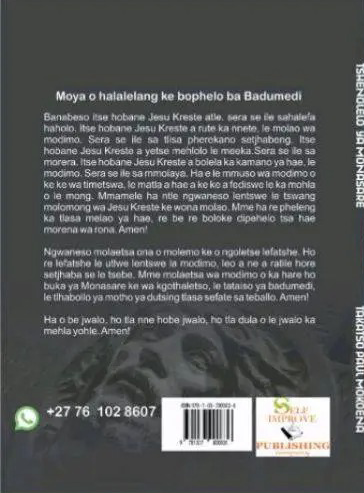 Moya o halalelang ke bophelo ba Badumedi
Banabeso itse hobane Jesu Kreste atle, sera se ile sahalefa
haholo. Itse hobane Jesu Kreste a ruta ka nnete, le molao wa
modimo. Sera se ile sa tlisa pherekano setjhabeng. Itse
hobane Jesu Kreste a yetse mehlolo le meeka.Sera se ile sa
morera. Itse hobane Jesu Kreste a bolela ka kamano ya hae, le
modimo. Sera se ile sa mmolaya. Ha e le mmuso wa modimo o
ke ke wa timetswa, le matla a hae a ke ke a fediswe le ka mohla
o le mong. Mmamele ha ntle ngwaneso lentswe le tswang
molomong wa Jesu Kreste ke wona molao. Mme ha re pheleng
ka tlasa melao ya hae, re be re boloke dipehelo tsa hae
morena wa rona. Amen!
Ngwaneso molaetsa ona o molemo ke o ngoletse lefatshe. Ho
re lefatshe le utlwe lentswe la modimo, leo a ne a ratile hore
setjhaba se le tsebe. Mme molaetsa wa modimo o ka hare ho
buka ya Monasare ke wa kgothaletso, le tataiso ya badumedi,
le tlhabollo ya motho ya dutsing tlasa sefate sa teballo. Amen!
Ha o be jwalo, ho tla nne hobe jwalo, ho tla dula o le jwalo ka
mehla yohle. Amen!
+27 76 102 8607
SELF
IMPROVE
PUBLISHING
TSHENOLELO YA MONASARE
TAKATSO PAUL MOKOENA